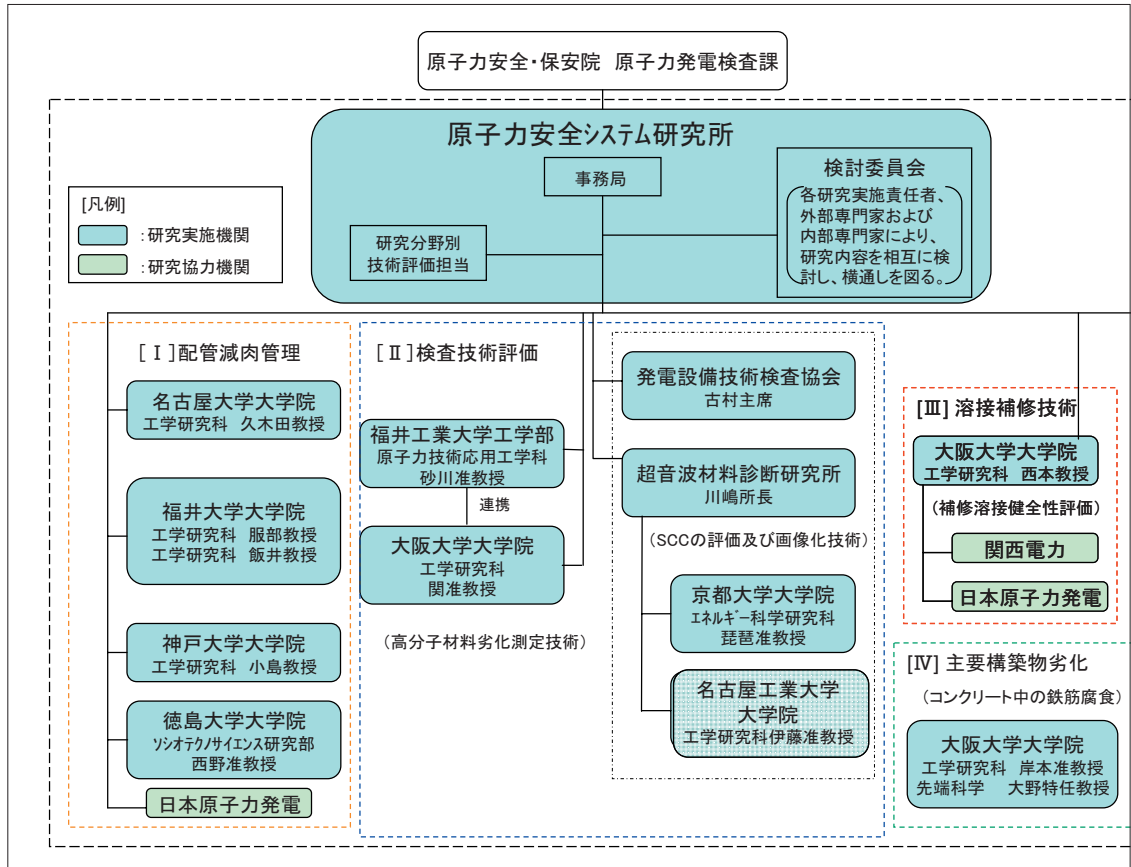 原子力安全・保安院 原子力発電検査課
原子力安全システム研究所
事務局
検討委員会
各研究実施責任者、
外部専門家および
内部専門家により、
研究内容を相互に検
討し、横通しを図る。
研究分野別
技術評価担当
[凡例]
：研究実施機関
：研究協力機関
[Ⅰ]配管減肉管理
名古屋大学大学院
工学研究科 久木田教授
福井大学大学院
工学研究科 服部教授
工学研究科 飯井教授
神戸大学大学院
工学研究科 小島教授
徳島大学大学院
ソシオテクノサイエンス研究部
西野准教授
日本原子力発電
[Ⅱ]検査技術評価
福井工業大学工学部
原子力技術応用工学科
砂川准教授
連携
大阪大学大学院
工学研究科
関准教授
(高分子材料劣化測定技術)
発電設備技術検査協会
古村主席
超音波材料診断研究所
川嶋所長
(SCCの評価及び画像化技術)
京都大学大学院
エネルギー科学研究科
琵琶准教授
名古屋工業大学
大学院
工学研究科伊藤准教授
[Ⅲ] 溶接補修技術
大阪大学大学院
工学研究科 西本教授
(補修溶接健全性評価)
関西電力
日本原子力発電
[Ⅳ] 主要構築物劣化
(コンクリート中の鉄筋腐食)
大阪大学大学院
工学研究科 岸本准教授
先端科学 大野特任教授